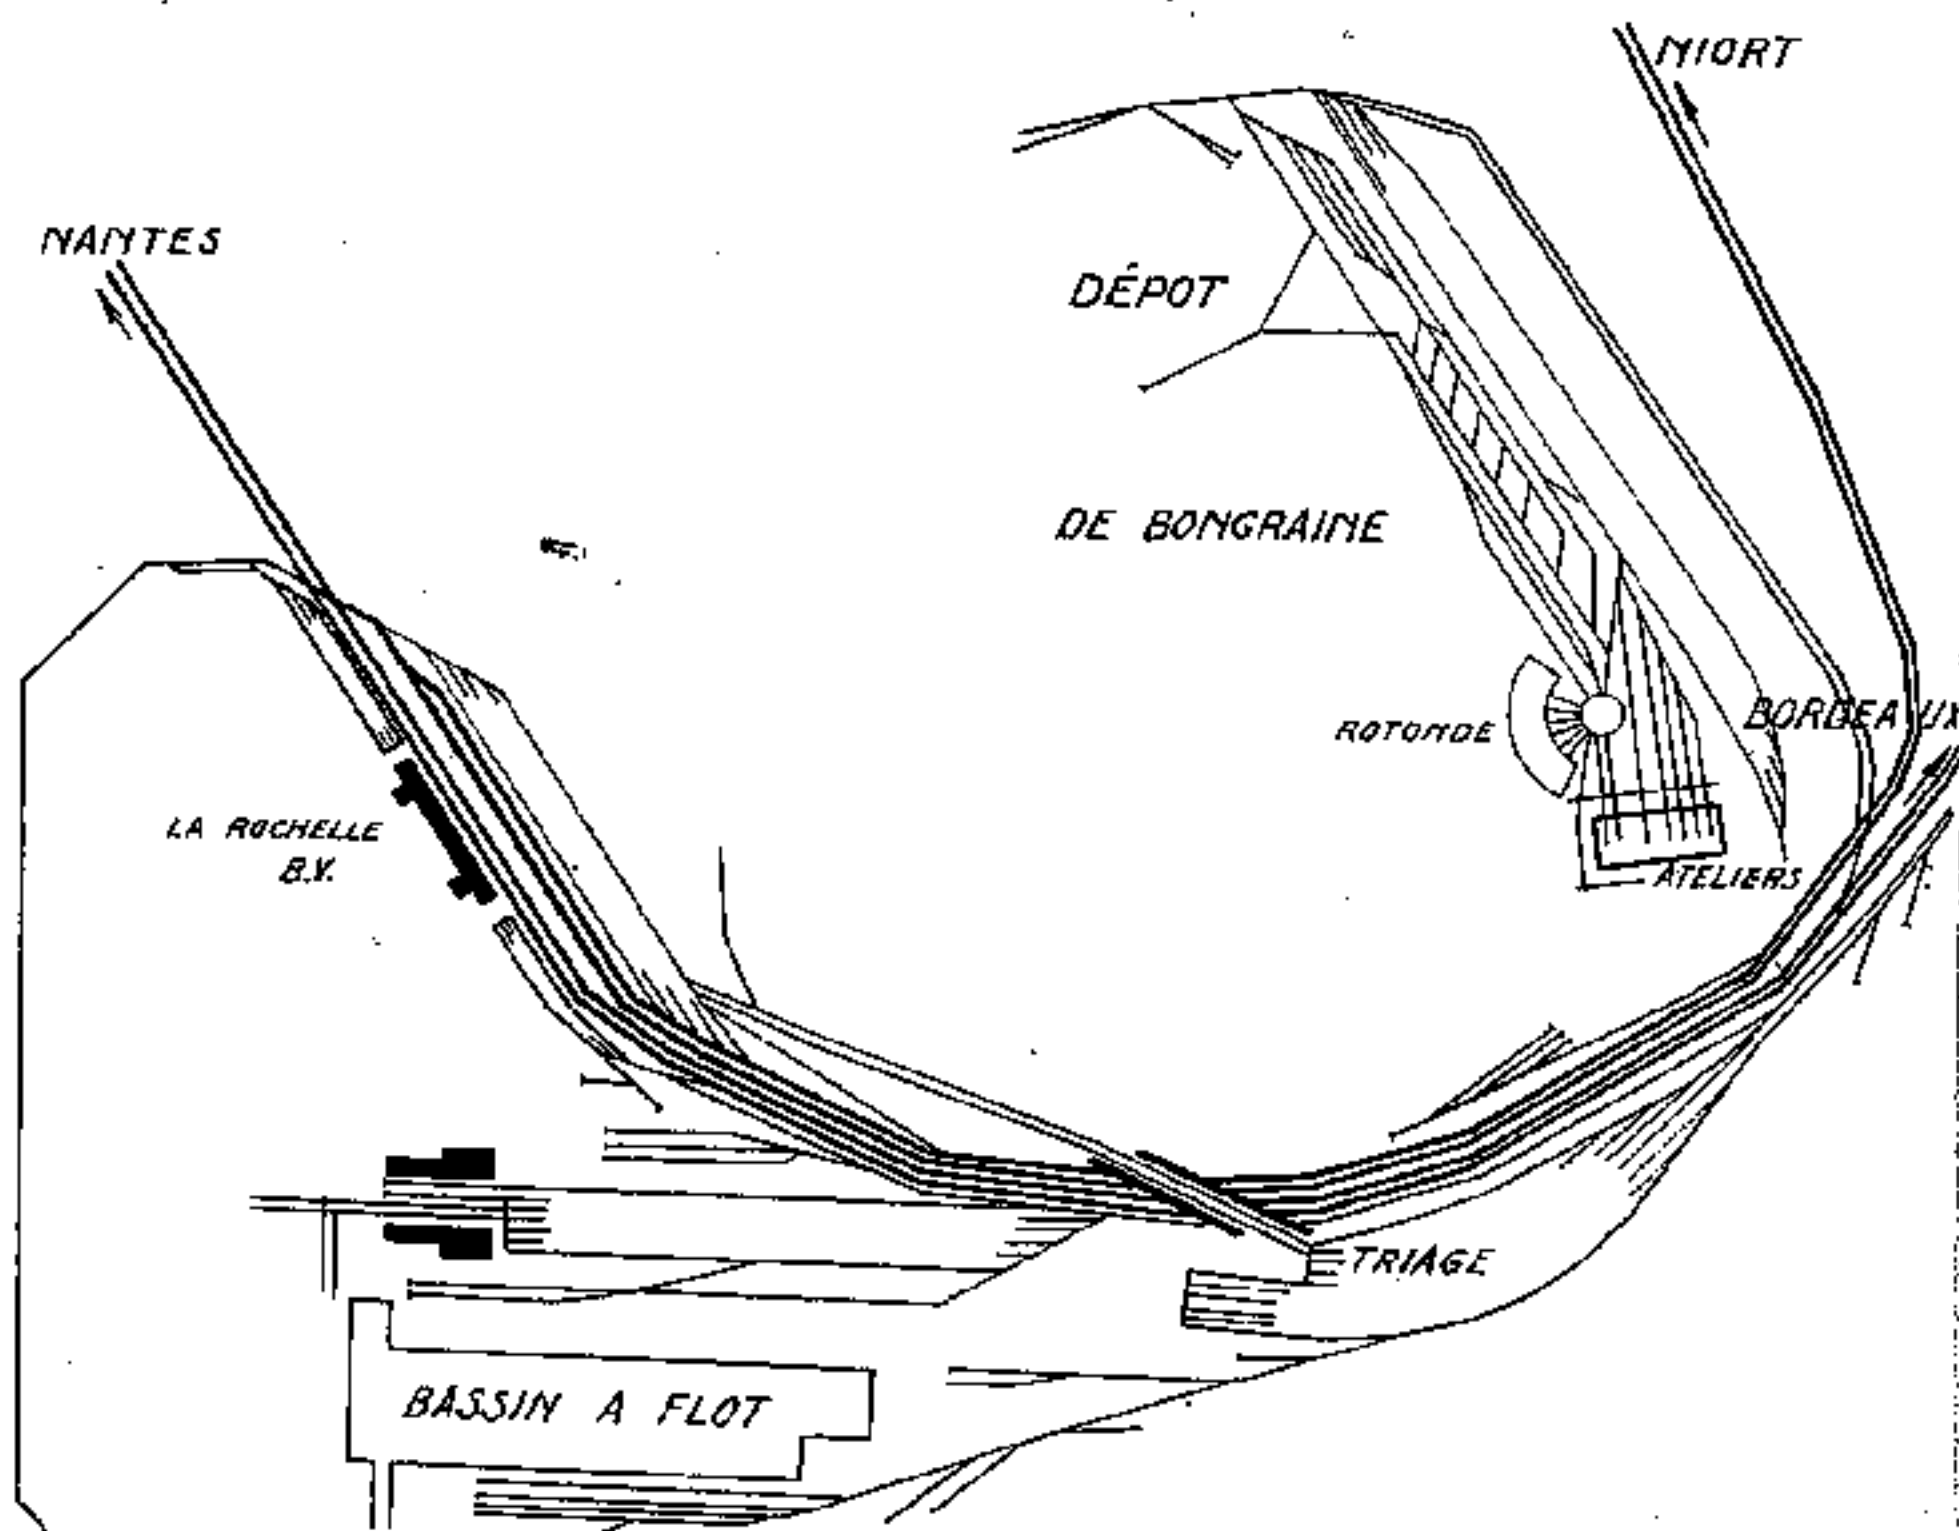 NIORT
NANTES
DÉPOT
DE BONGRAINE
ROTONDE
BORDEAUX
LA ROCHELLE
B.V.
ATELIERS
TRIAGE
BASSIN A FLOT